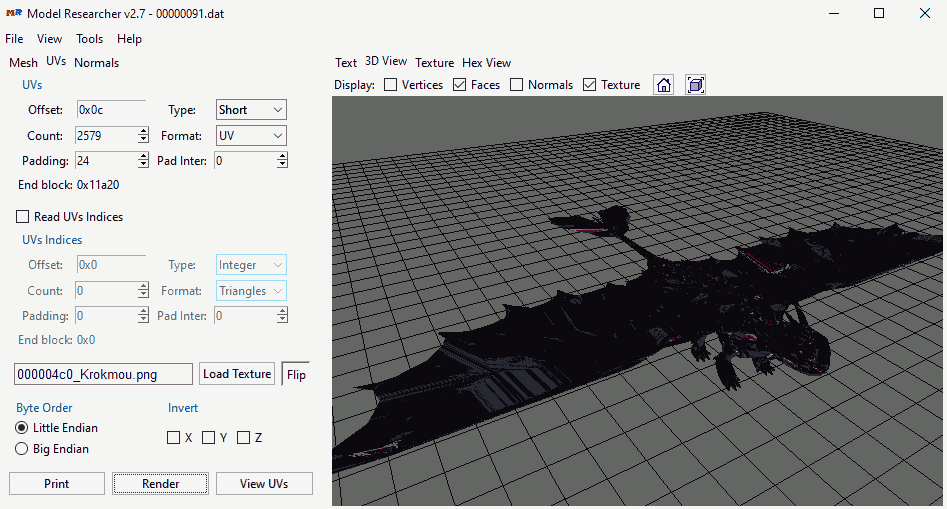 MR Model Researcher v2.7 - 00000091.dat
File View Tools Help
Mesh UVs Normals
UVs
Offset: 0x0c Type: Short
Count: 2579 Format: UV
Padding: 24 Pad Inter: 0
End block: 0x11a20
Read UVs Indices
UVs Indices
Offset: 0x0 Type: Integer
Count: 0 Format: Triangles
Padding: 0 Pad Inter: 0
End block: 0x0
000004c0_Krokmou.png Load Texture Flip
Byte Order Invert
Little Endian
X Y Z
Big Endian
Print Render View UVs
Text 3D View Texture Hex View
Display: Vertices Faces Normals Texture